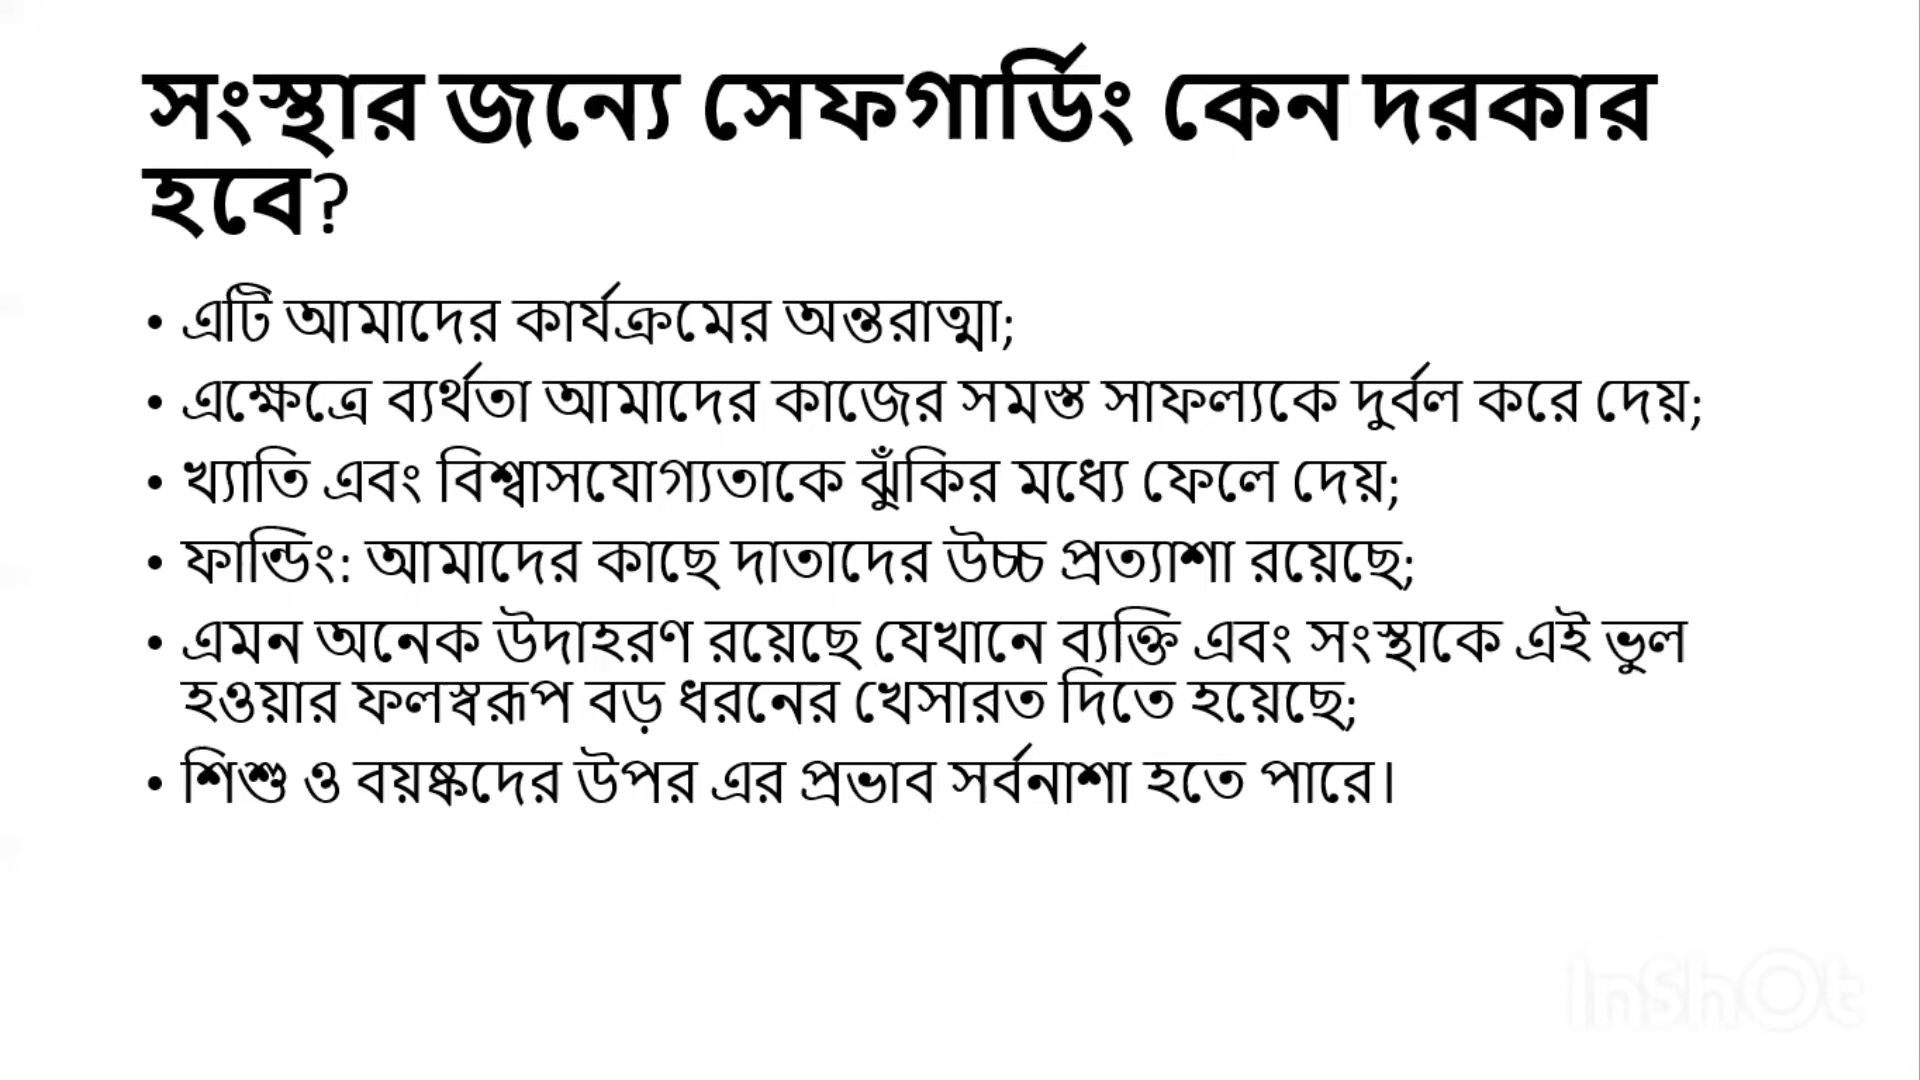 সংস্থার জন্যে সেফগার্ডিং কেন দরকার
হবে?
• এটি আমাদের কার্যক্রমের অন্তরাত্মা;
• এক্ষেত্রে ব্যর্থতা আমাদের কাজের সমস্ত সাফল্যকে দুর্বল করে দেয়;
• খ্যাতি এবং বিশ্বাসযোগ্যতাকে ঝুঁকির মধ্যে ফেলে দেয়;
• ফান্ডিং: আমাদের কাছে দাতাদের উচ্চ প্রত্যাশা রয়েছে;
• এমন অনেক উদাহরণ রয়েছে যেখানে ব্যক্তি এবং সংস্থাকে এই ভুল
হওয়ার ফলস্বরূপ বড় ধরনের খেসারত দিতে হয়েছে;
• শিশু ও বয়ষ্কদের উপর এর প্রভাব সর্বনাশা হতে পারে।
InShOt